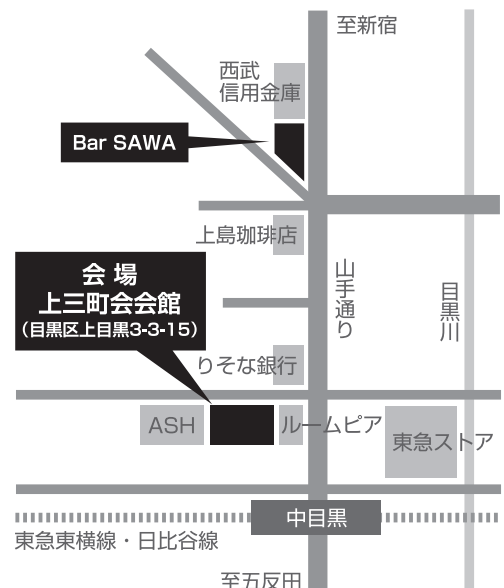 至新宿
西武
信用金庫
Bar SAWA
上島珈琲店
会 場
上三町会会館
(目黒区上目黒3-3-15)
山手通り
目黒川
りそな銀行
ASH
ルームピア
東急ストア
中目黒
東急東横線・日比谷線
至五反田